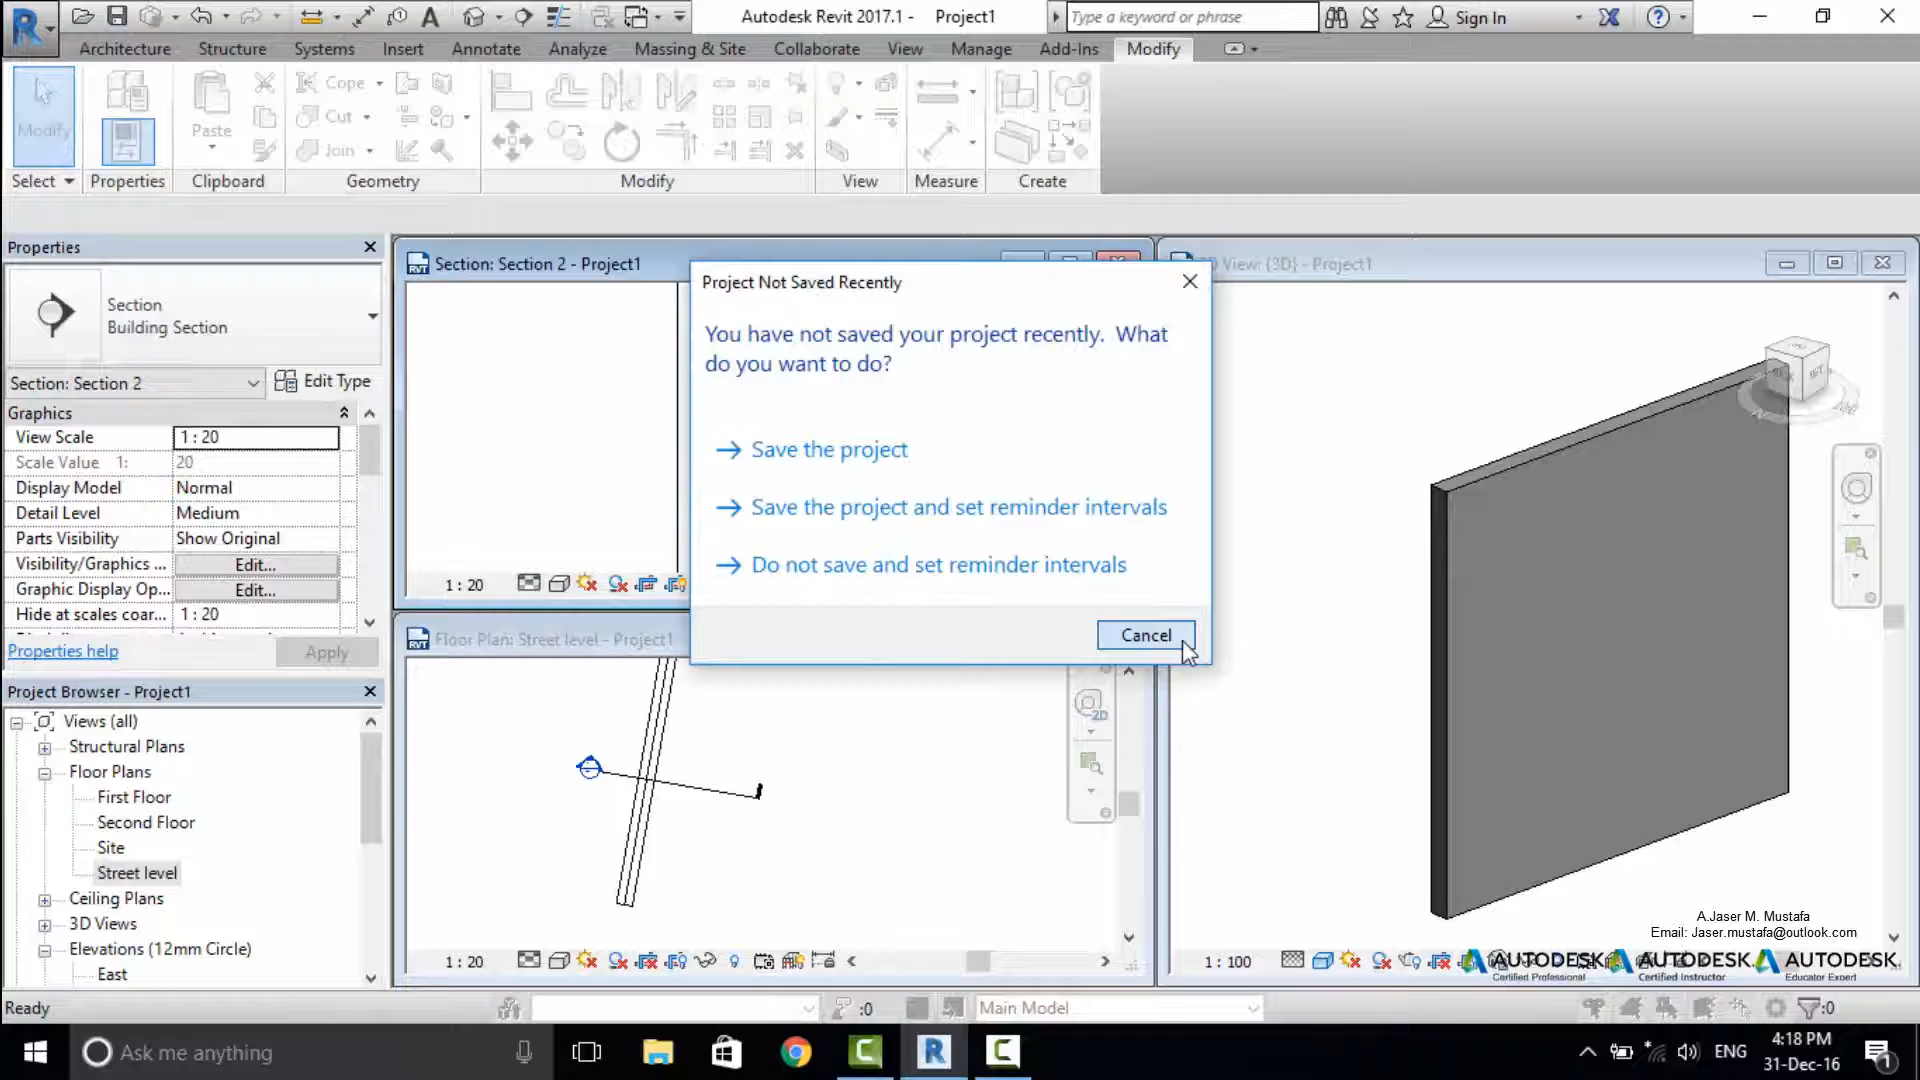 Autodesk Revit 2017.1 - Project1
Type a keyword or phrase
Sign In
Architecture
Structure
Systems
Insert
Annotate
Analyze
Massing & Site
Collaborate
View
Manage
Add-Ins
Modify
Modify
Paste
Cope
Cut
Join
Select
Properties
Clipboard
Geometry
Modify
View
Measure
Create
Properties
Section
Building Section
Section: Section 2
Edit Type
Graphics
View Scale
1 : 20
Scale Value 1:
20
Display Model
Normal
Detail Level
Medium
Parts Visibility
Show Original
Visibility/Graphics ...
Edit...
Graphic Display Op...
Edit...
Hide at scales coar...
1 : 20
Properties help
Apply
Project Browser - Project1
Views (all)
Structural Plans
Floor Plans
First Floor
Second Floor
Site
Street level
Ceiling Plans
3D Views
Elevations (12mm Circle)
East
Section: Section 2 - Project1
1 : 20
Floor Plan: Street level - Project1
2D
1 : 20
View: {3D} - Project1
Project Not Saved Recently
You have not saved your project recently. What
do you want to do?
Save the project
Save the project and set reminder intervals
Do not save and set reminder intervals
Cancel
1 : 100
A.Jaser M. Mustafa
Email: Jaser.mustafa@outlook.com
AUTODESK
Certified Professional
AUTODESK
Certified Instructor
AUTODESK
Educator Expert
Ready
:0
Main Model
:0
Ask me anything
ENG
4:18 PM
31-Dec-16
1